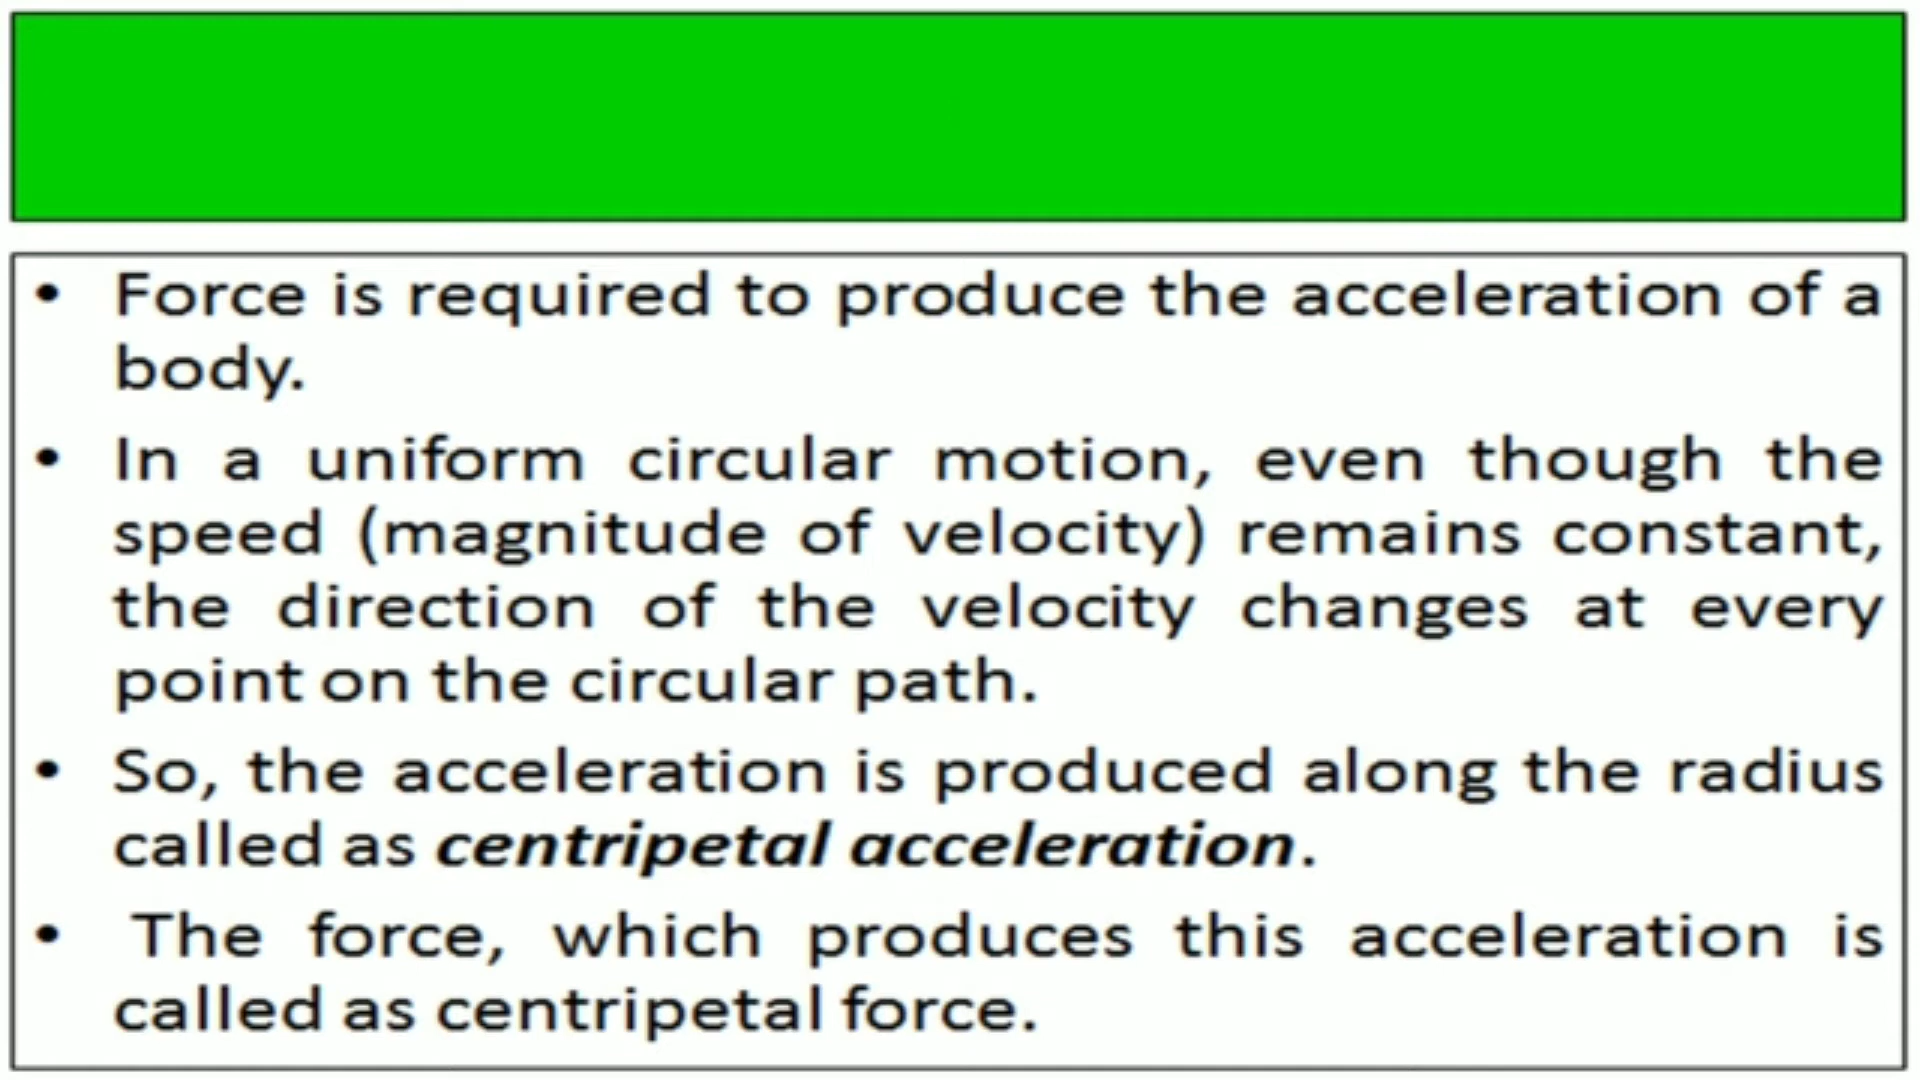 • Force is required to produce the acceleration of a
body.
• In a uniform circular motion, even though the
speed (magnitude of velocity) remains constant,
the direction of the velocity changes at every
point on the circular path.
• So, the acceleration is produced along the radius
called as centripetal acceleration.
• The force, which produces this acceleration is
called as centripetal force.